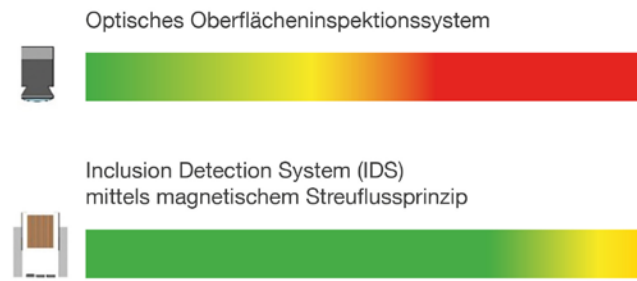 Optisches Oberflächeninspektionssystem
Inclusion Detection System (IDS)
mittels magnetischem Streuflussprinzip